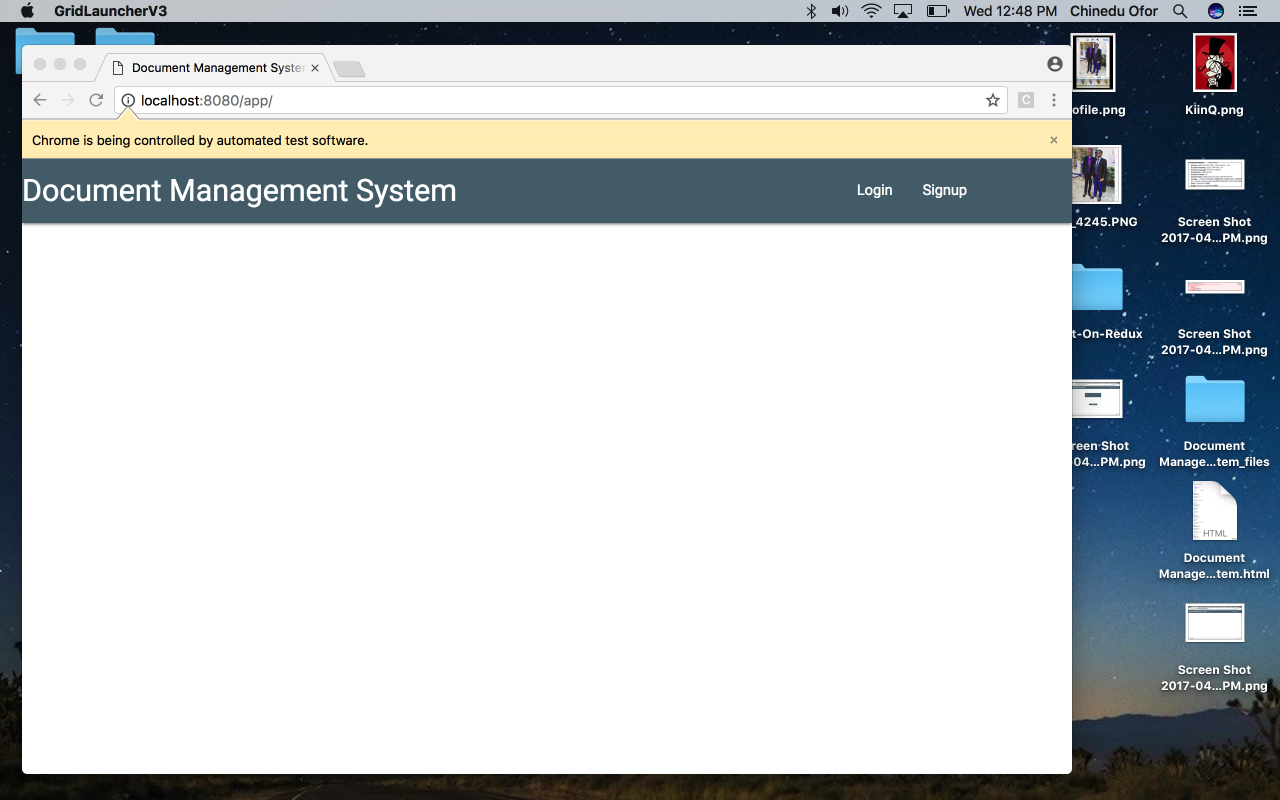 GridLauncherV3
Wed 12:48 PM Chinedu Ofor
Document Management Syster
localhost:8080/app/
C
Chrome is being controlled by automated test software.
Document Management System
Login
Signup
ofile.png
KiinQ.png
_4245.PNG
Screen Shot
2017-04...PM.png
t-On-Redux
Screen Shot
2017-04...PM.png
reen Shot
-04...PM.png
Document
Manage...tem_files
HTML
Document
Manage...tem.html
Screen Shot
2017-04...PM.png